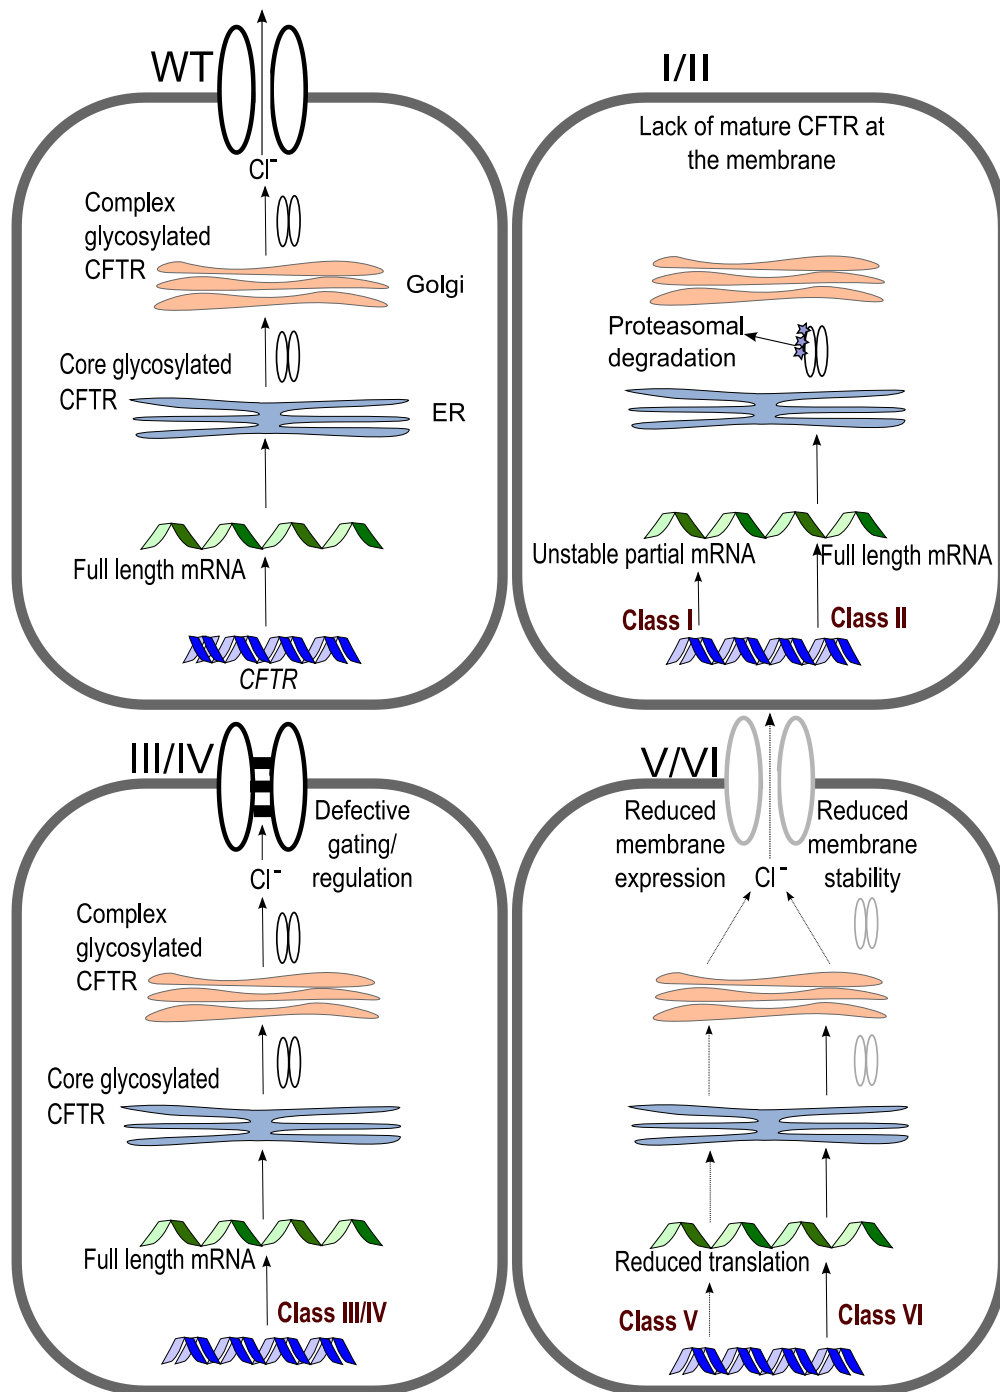 WT
Cl⁻
Complex
glycosylated
CFTR
Golgi
Core glycosylated
CFTR
ER
Full length mRNA
CFTR
I/II
Lack of mature CFTR at
the membrane
Proteasomal
degradation
Unstable partial mRNA
Full length mRNA
Class I
Class II
III/IV
Defective
gating/
regulation
Cl⁻
Complex
glycosylated
CFTR
Core glycosylated
CFTR
Full length mRNA
Class III/IV
V/VI
Reduced
membrane
expression
Reduced
membrane
stability
Cl⁻
Reduced translation
Class V
Class VI